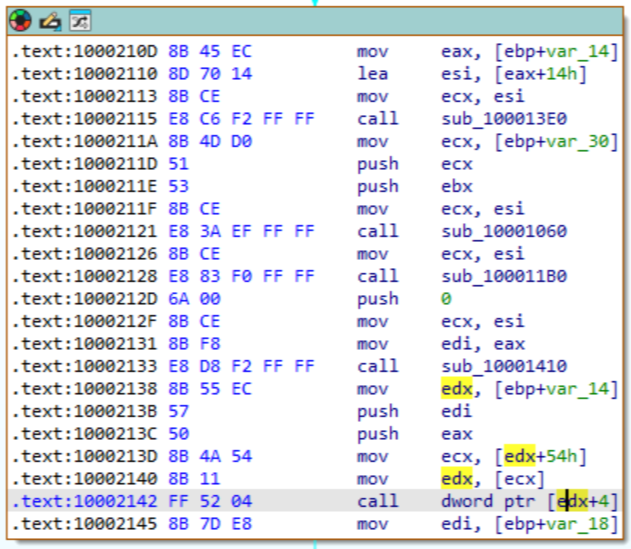 .text:1000210D 8B 45 EC mov eax, [ebp+var_14]
.text:10002110 8D 70 14 lea esi, [eax+14h]
.text:10002113 8B CE mov ecx, esi
.text:10002115 E8 C6 F2 FF FF call sub_100013E0
.text:1000211A 8B 4D D0 mov ecx, [ebp+var_30]
.text:1000211D 51 push ecx
.text:1000211E 53 push ebx
.text:1000211F 8B CE mov ecx, esi
.text:10002121 E8 3A EF FF FF call sub_10001060
.text:10002126 8B CE mov ecx, esi
.text:10002128 E8 83 F0 FF FF call sub_100011B0
.text:1000212D 6A 00 push 0
.text:1000212F 8B CE mov ecx, esi
.text:10002131 8B F8 mov edi, eax
.text:10002133 E8 D8 F2 FF FF call sub_10001410
.text:10002138 8B 55 EC mov edx, [ebp+var_14]
.text:1000213B 57 push edi
.text:1000213C 50 push eax
.text:1000213D 8B 4A 54 mov ecx, [edx+54h]
.text:10002140 8B 11 mov edx, [ecx]
.text:10002142 FF 52 04 call dword ptr [edx+4]
.text:10002145 8B 7D E8 mov edi, [ebp+var_18]